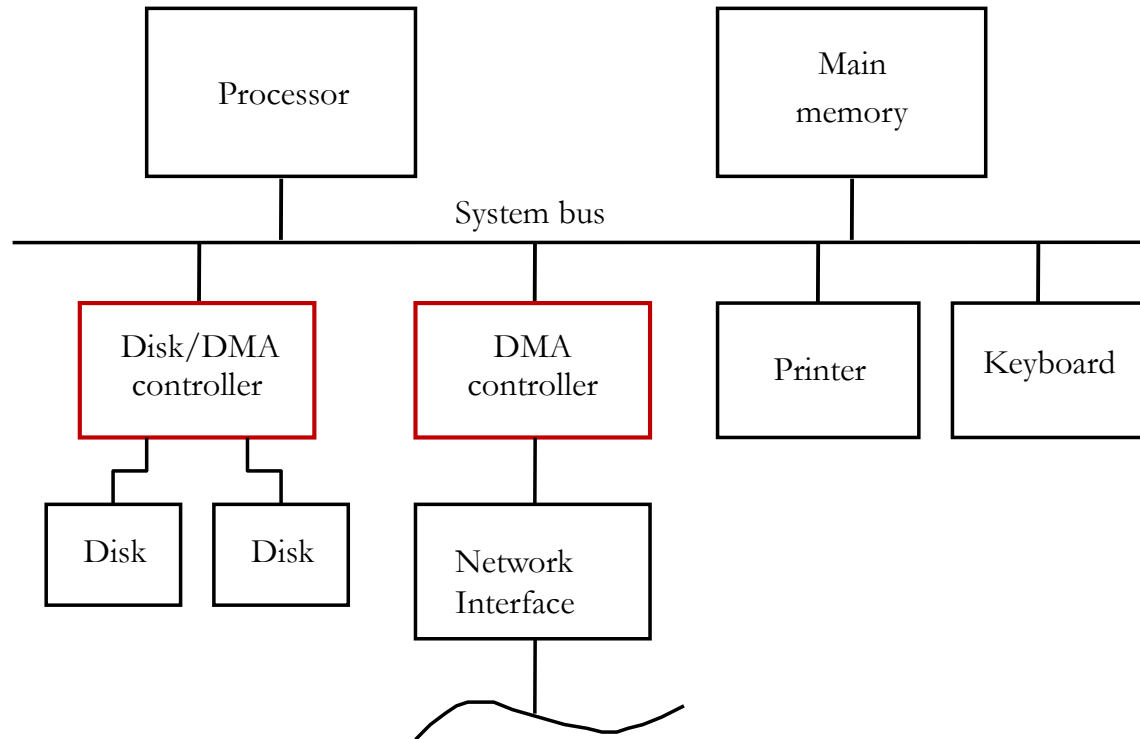 Processor
Main
memory
System bus
Disk/DMA
controller
DMA
controller
Printer
Keyboard
Disk
Disk
Network
Interface